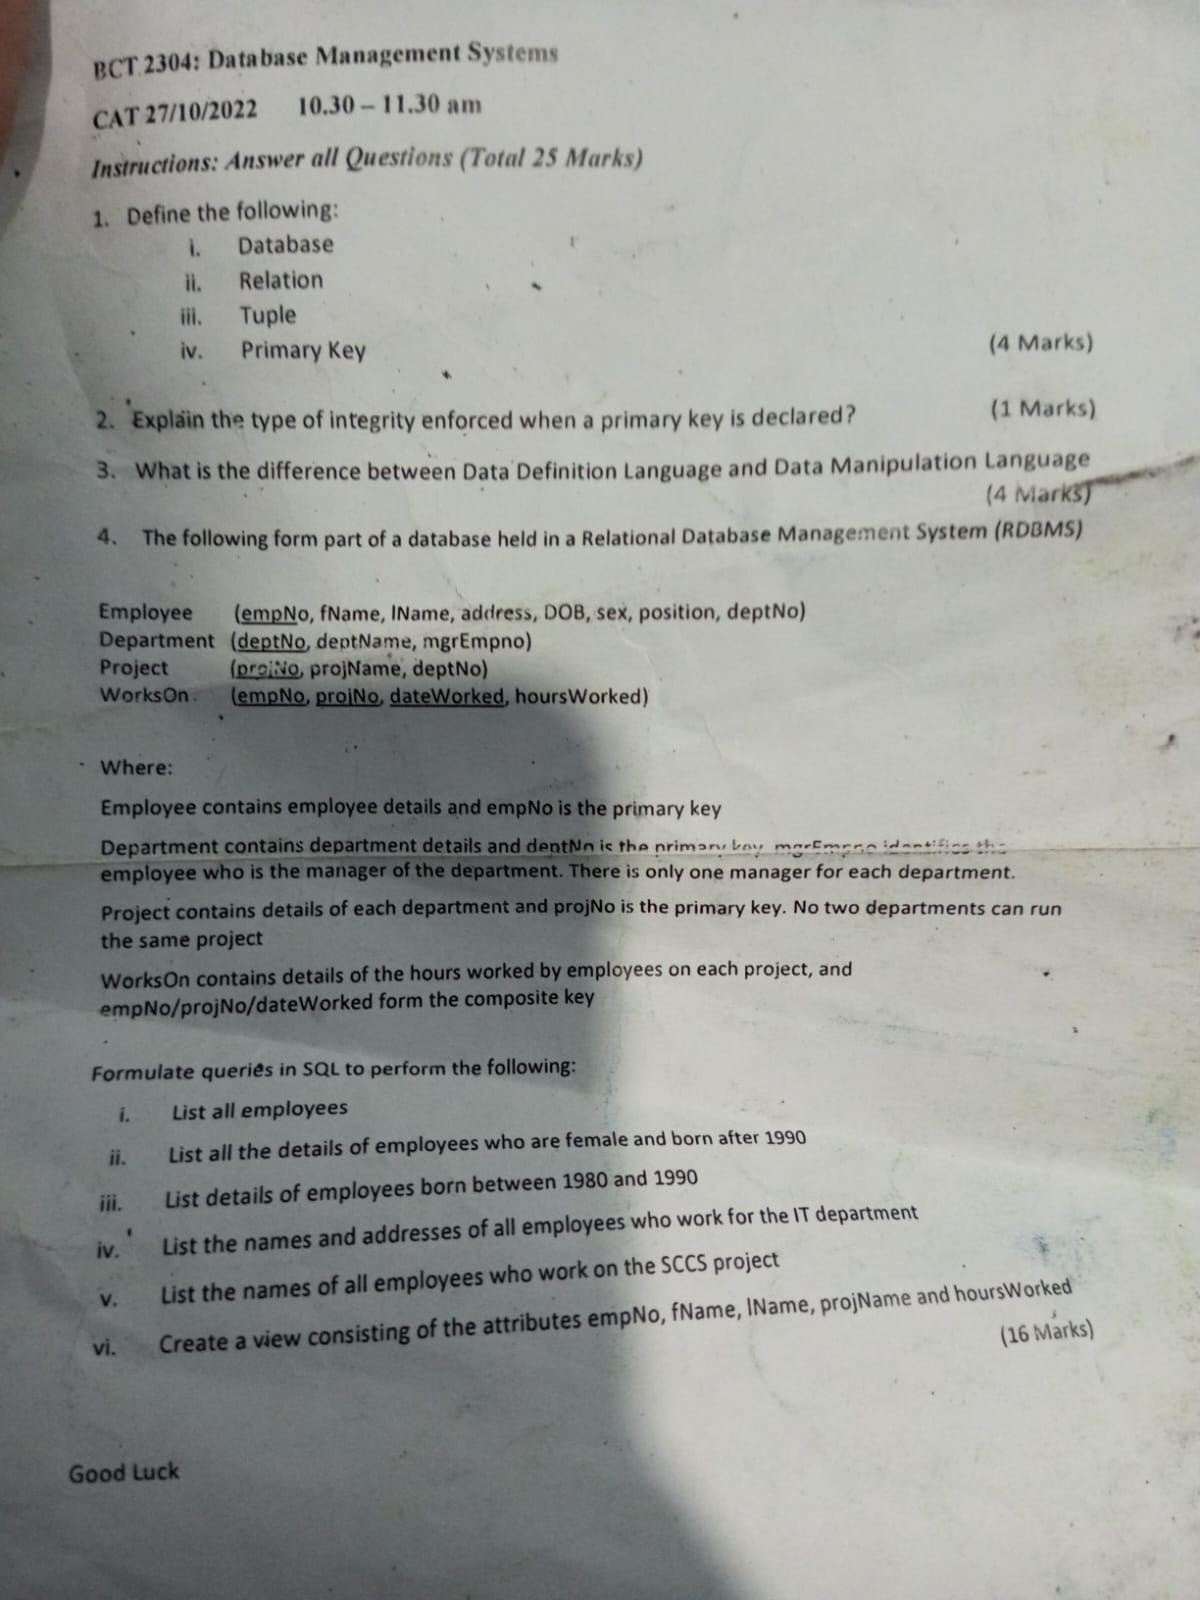 BCT 2304: Database Management Systems
CAT 27/10/2022 10.30 – 11.30 am
Instructions: Answer all Questions (Total 25 Marks)
1. Define the following:
i. Database
ii. Relation
iii. Tuple
iv. Primary Key (4 Marks)
2. Explain the type of integrity enforced when a primary key is declared? (1 Marks)
3. What is the difference between Data Definition Language and Data Manipulation Language
(4 Marks)
4. The following form part of a database held in a Relational Database Management System (RDBMS)
Employee (empNo, fName, lName, address, DOB, sex, position, deptNo)
Department (deptNo, deptName, mgrEmpno)
Project (projNo, projName, deptNo)
WorksOn (empNo, projNo, dateWorked, hoursWorked)
Where:
Employee contains employee details and empNo is the primary key
Department contains department details and deptNo is the primary key. mgrEmpno identifies the
employee who is the manager of the department. There is only one manager for each department.
Project contains details of each department and projNo is the primary key. No two departments can run
the same project
WorksOn contains details of the hours worked by employees on each project, and
empNo/projNo/dateWorked form the composite key
Formulate queries in SQL to perform the following:
i. List all employees
ii. List all the details of employees who are female and born after 1990
iii. List details of employees born between 1980 and 1990
iv. List the names and addresses of all employees who work for the IT department
v. List the names of all employees who work on the SCCS project
vi. Create a view consisting of the attributes empNo, fName, lName, projName and hoursWorked
(16 Marks)
Good Luck